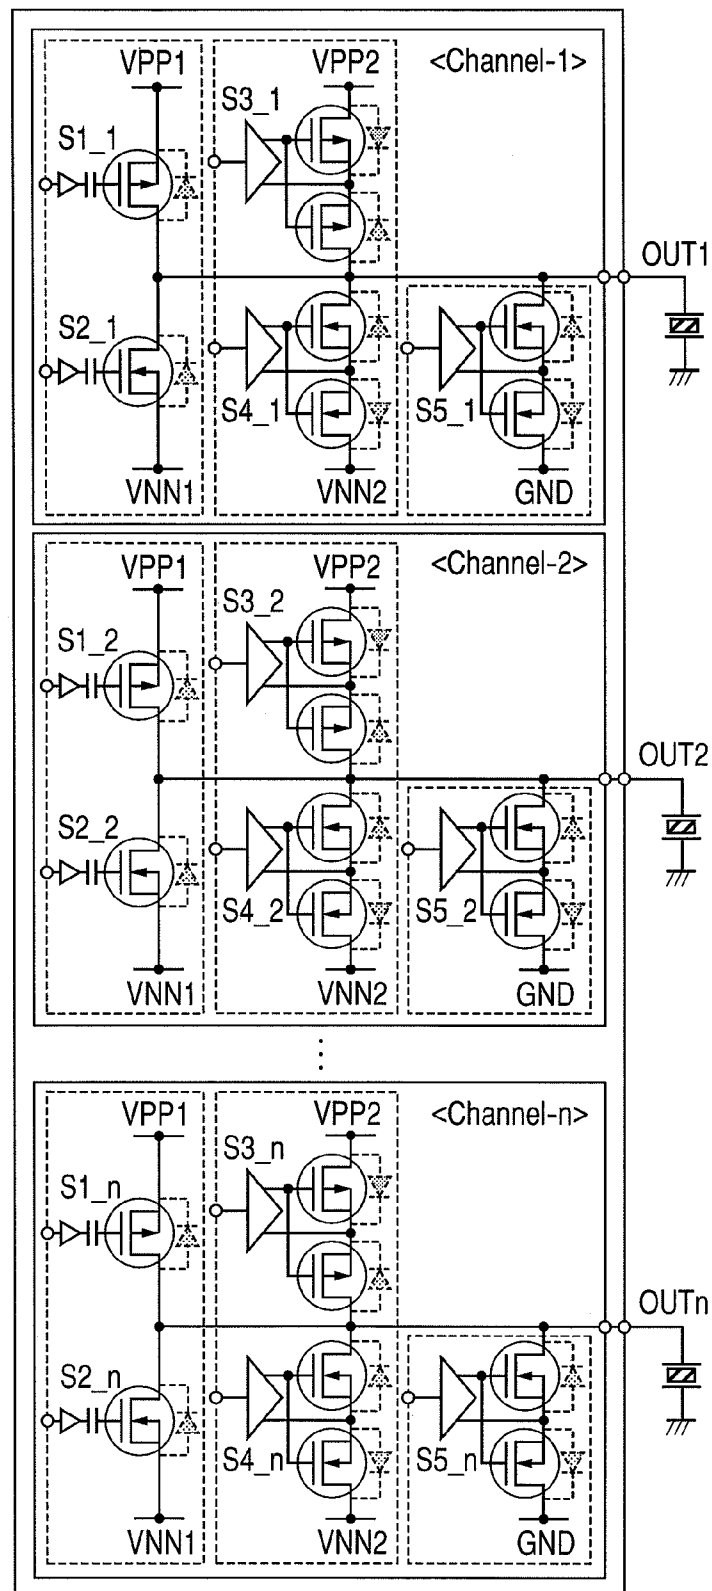 VPP1
VPP2
<Channel-1>
S3_1
S1_1
OUT1
S2_1
S4_1
S5_1
VNN1
VNN2
GND
VPP1
VPP2
<Channel-2>
S3_2
S1_2
OUT2
S2_2
S4_2
S5_2
VNN1
VNN2
GND
VPP1
VPP2
<Channel-n>
S3_n
S1_n
OUTn
S2_n
S4_n
S5_n
VNN1
VNN2
GND